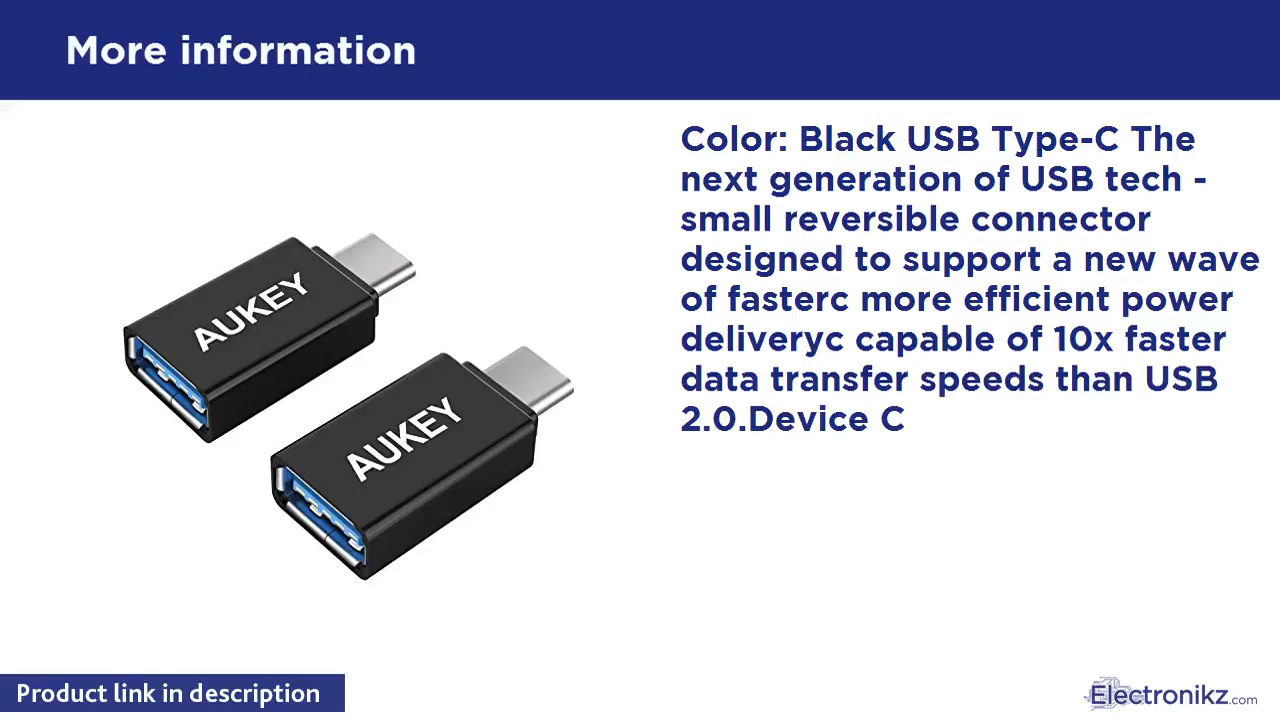 More information
Color: Black USB Type-C The
next generation of USB tech -
small reversible connector
designed to support a new wave
of fasterc more efficient power
deliveryc capable of 10x faster
data transfer speeds than USB
2.0.Device C
AUKEY
AUKEY
Product link in description
Electronikz.com